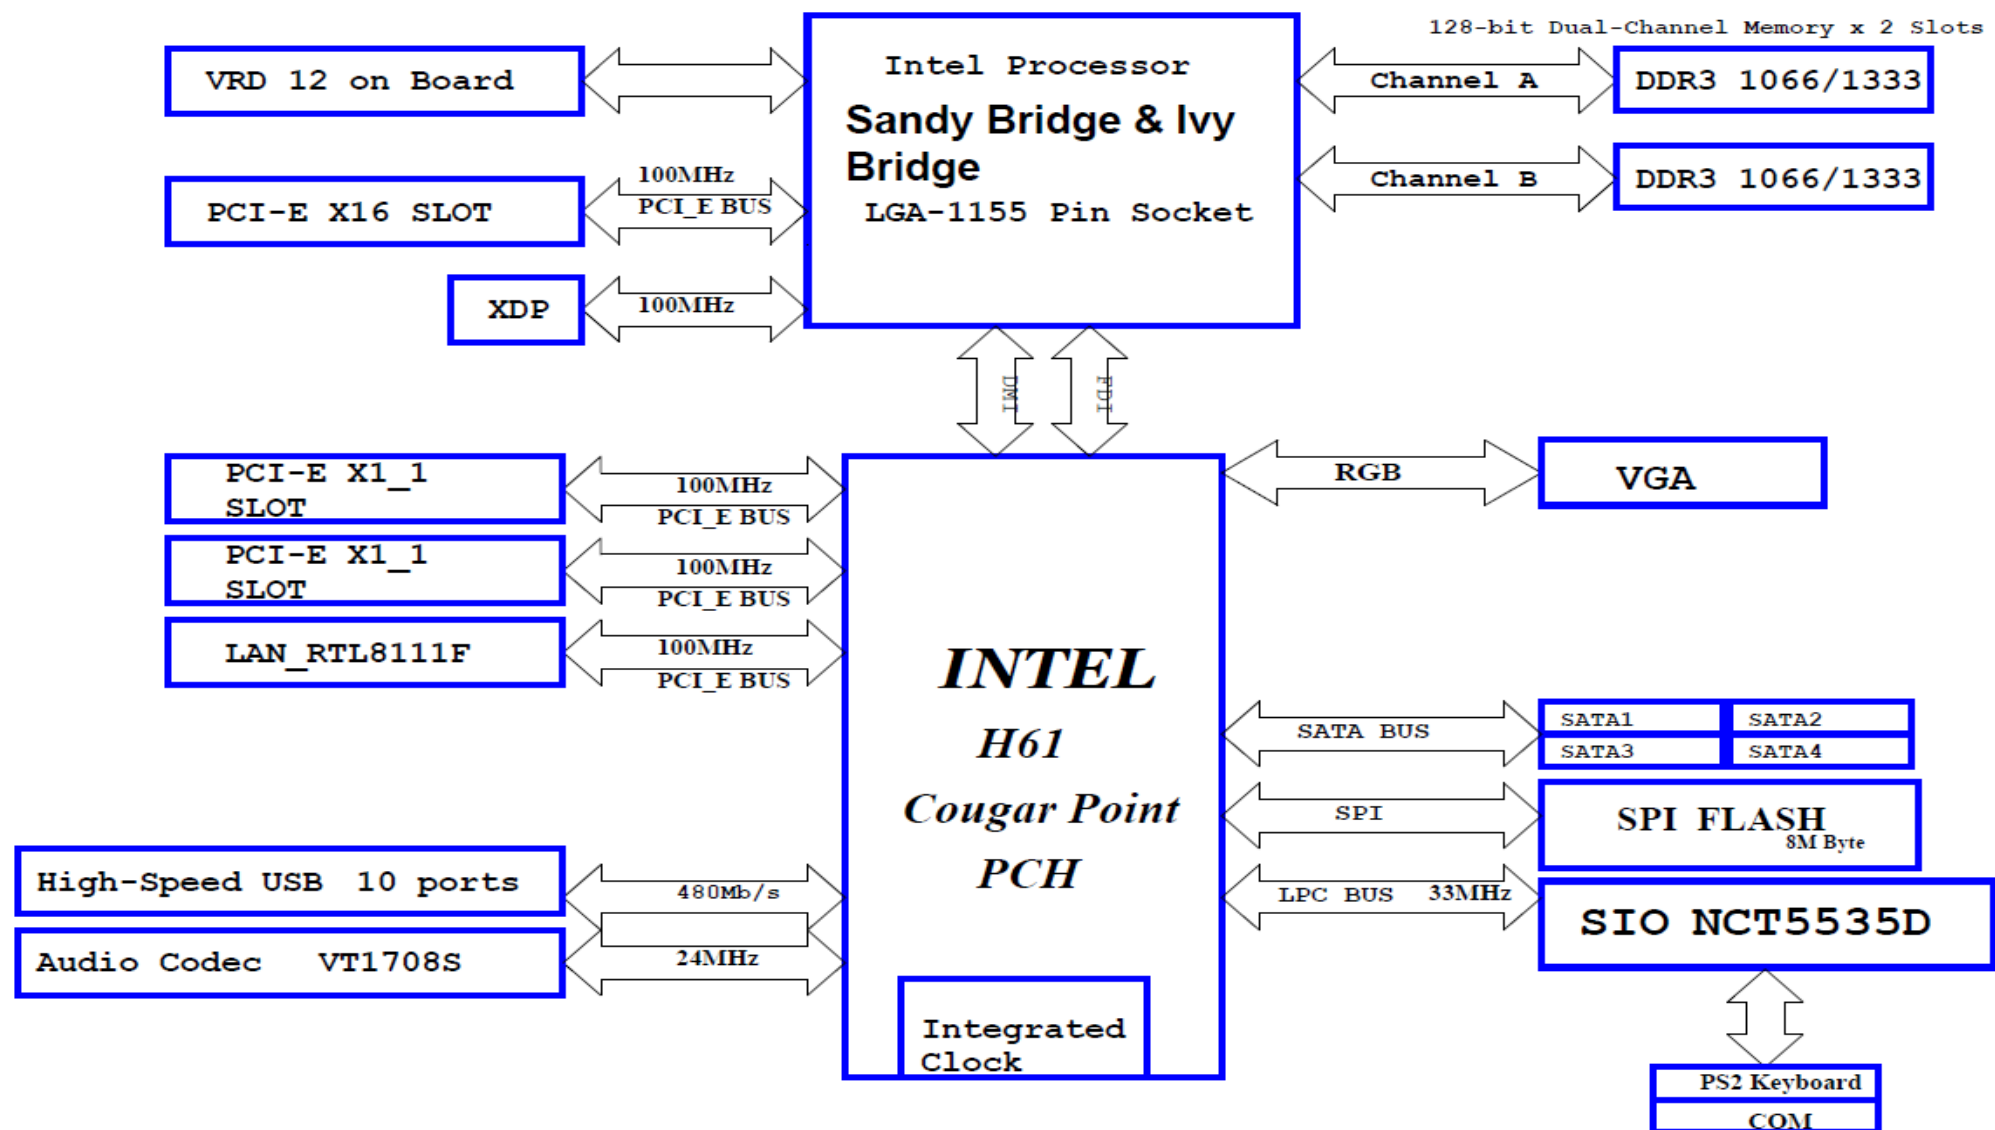 128-bit Dual-Channel Memory x 2 Slots
VRD 12 on Board
Intel Processor
Sandy Bridge & Ivy
Bridge
LGA-1155 Pin Socket
Channel A
DDR3 1066/1333
Channel B
DDR3 1066/1333
PCI-E X16 SLOT
100MHz
PCI_E BUS
XDP
100MHz
DMI
FDI
PCI-E X1_1
SLOT
100MHz
PCI_E BUS
PCI-E X1_1
SLOT
100MHz
PCI_E BUS
LAN_RTL8111F
100MHz
PCI_E BUS
RGB
VGA
INTEL
H61
Cougar Point
PCH
SATA BUS
SATA1
SATA2
SATA3
SATA4
SPI
SPI FLASH
8M Byte
High-Speed USB 10 ports
480Mb/s
LPC BUS 33MHz
SIO NCT5535D
Audio Codec VT1708S
24MHz
Integrated
Clock
PS2 Keyboard
COM